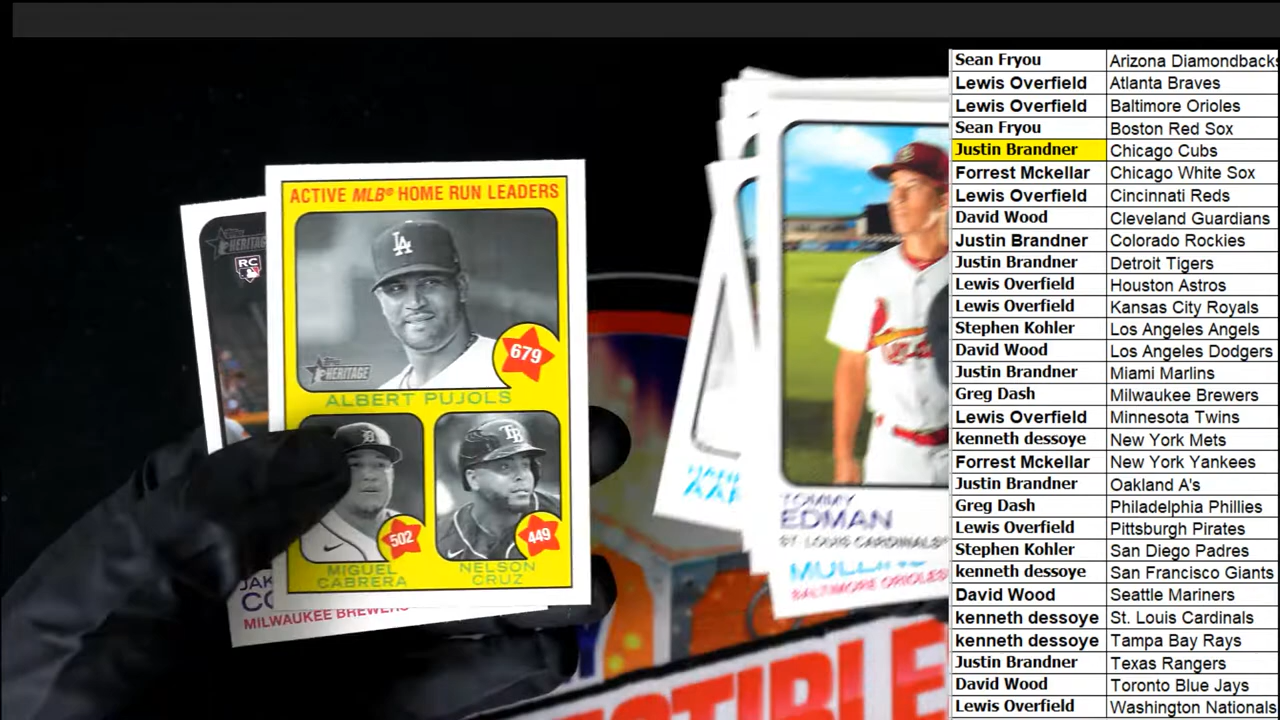 ACTIVE MLB® HOME RUN LEADERS
TOPPS HERITAGE
679
ALBERT PUJOLS
502
449
MIGUEL CABRERA
NELSON CRUZ
HERITAGE
RC
MILWAUKEE BREWERS
TOMMY
EDMAN
ST. LOUIS CARDINALS®
BALTIMORE ORIOLES
Sean Fryou Arizona Diamondbacks
Lewis Overfield Atlanta Braves
Lewis Overfield Baltimore Orioles
Sean Fryou Boston Red Sox
Justin Brandner Chicago Cubs
Forrest Mckellar Chicago White Sox
Lewis Overfield Cincinnati Reds
David Wood Cleveland Guardians
Justin Brandner Colorado Rockies
Justin Brandner Detroit Tigers
Lewis Overfield Houston Astros
Lewis Overfield Kansas City Royals
Stephen Kohler Los Angeles Angels
David Wood Los Angeles Dodgers
Justin Brandner Miami Marlins
Greg Dash Milwaukee Brewers
Lewis Overfield Minnesota Twins
kenneth dessoye New York Mets
Forrest Mckellar New York Yankees
Justin Brandner Oakland A's
Greg Dash Philadelphia Phillies
Lewis Overfield Pittsburgh Pirates
Stephen Kohler San Diego Padres
kenneth dessoye San Francisco Giants
David Wood Seattle Mariners
kenneth dessoye St. Louis Cardinals
kenneth dessoye Tampa Bay Rays
Justin Brandner Texas Rangers
David Wood Toronto Blue Jays
Lewis Overfield Washington Nationals